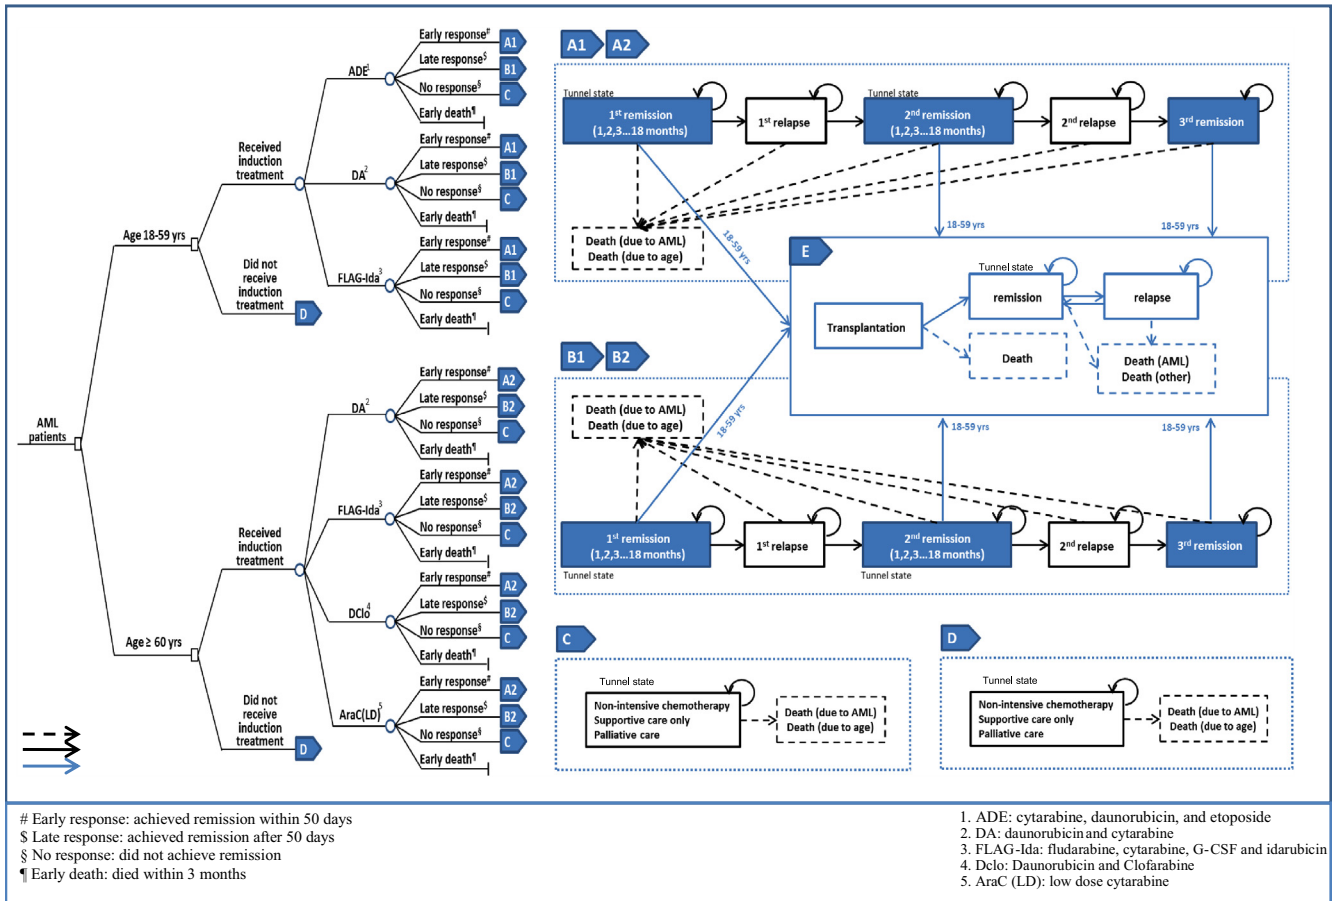 AML
patients
Age 18-59 yrs
Received
induction
treatment
ADE1
Early response#
A1
Late response$
B1
No response§
C
Early death¶
DA2
Early response#
A1
Late response$
B1
No response§
C
Early death¶
FLAG-Ida3
Early response#
A1
Late response$
B1
No response§
C
Early death¶
Did not
receive
induction
treatment
D
Age ≥ 60 yrs
Received
induction
treatment
DA2
Early response#
A2
Late response$
B2
No response§
C
Early death¶
FLAG-Ida3
Early response#
A2
Late response$
B2
No response§
C
Early death¶
DClo4
Early response#
A2
Late response$
B2
No response§
C
Early death¶
AraC(LD)5
Early response#
A2
Late response$
B2
No response§
C
Early death¶
Did not
receive
induction
treatment
D
A1 A2
Tunnel state
1st remission
(1,2,3...18 months)
1st relapse
Tunnel state
2nd remission
(1,2,3...18 months)
2nd relapse
3rd remission
Death (due to AML)
Death (due to age)
18-59 yrs
18-59 yrs
18-59 yrs
E
Transplantation
Tunnel state
remission
relapse
Death
Death (AML)
Death (other)
B1 B2
Death (due to AML)
Death (due to age)
18-59 yrs
18-59 yrs
18-59 yrs
1st remission
(1,2,3...18 months)
Tunnel state
1st relapse
2nd remission
(1,2,3...18 months)
Tunnel state
2nd relapse
3rd remission
C
Tunnel state
Non-intensive chemotherapy
Supportive care only
Palliative care
Death (due to AML)
Death (due to age)
D
Tunnel state
Non-intensive chemotherapy
Supportive care only
Palliative care
Death (due to AML)
Death (due to age)
# Early response: achieved remission within 50 days
$ Late response: achieved remission after 50 days
§ No response: did not achieve remission
¶ Early death: died within 3 months
1. ADE: cytarabine, daunorubicin, and etoposide
2. DA: daunorubicin and cytarabine
3. FLAG-Ida: fludarabine, cytarabine, G-CSF and idarubicin
4. Dclo: Daunorubicin and Clofarabine
5. AraC (LD): low dose cytarabine